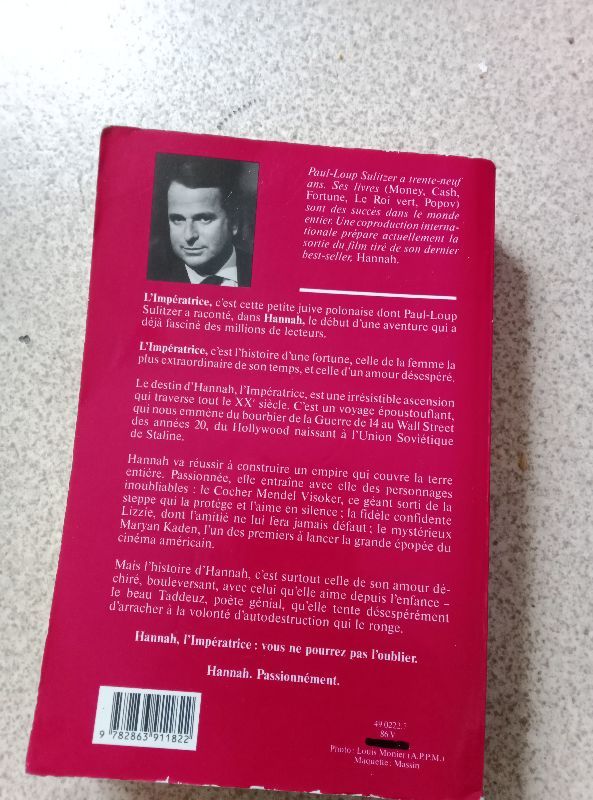 Paul-Loup Sulitzer a trente-neuf
ans. Ses livres (Money, Cash,
Fortune, Le Roi vert, Popov)
sont des succès dans le monde
entier. Une coproduction interna-
tionale prépare actuellement la
sortie du film tiré de son dernier
best-seller, Hannah.
L'Impératrice, c'est cette petite juive polonaise dont Paul-Loup
Sulitzer a raconté, dans Hannah, le début d'une aventure qui a
déjà fasciné des millions de lecteurs.
L'Impératrice, c'est l'histoire d'une fortune, celle de la femme la
plus extraordinaire de son temps, et celle d'un amour désespéré.
Le destin d'Hannah, l'Impératrice, est une irrésistible ascension
qui traverse tout le XXe siècle. C'est un voyage époustouflant,
qui nous emmène du bourbier de la Guerre de 14 au Wall Street
des années 20, du Hollywood naissant à l'Union Soviétique
de Staline.
Hannah va réussir à construire un empire qui couvre la terre
entière. Passionnée, elle entraîne avec elle des personnages
inoubliables : le Cocher Mendel Visoker, ce géant sorti de la
steppe qui la protège et l'aime en silence ; la fidèle confidente
Lizzie, dont l'amitié ne lui fera jamais défaut ; le mystérieux
Maryan Kaden, l'un des premiers à lancer la grande épopée du
cinéma américain.
Mais l'histoire d'Hannah, c'est surtout celle de son amour dé-
chiré, bouleversant, avec celui qu'elle aime depuis l'enfance –
le beau Taddeuz, poète génial, qu'elle tente désespérément
d'arracher à la volonté d'autodestruction qui le ronge.
Hannah, l'Impératrice : vous ne pourrez pas l'oublier.
Hannah. Passionnément.
9 782863 911822
86 V
Photo : Louis Monier (A.P.P.M.)
Maquette : Massin